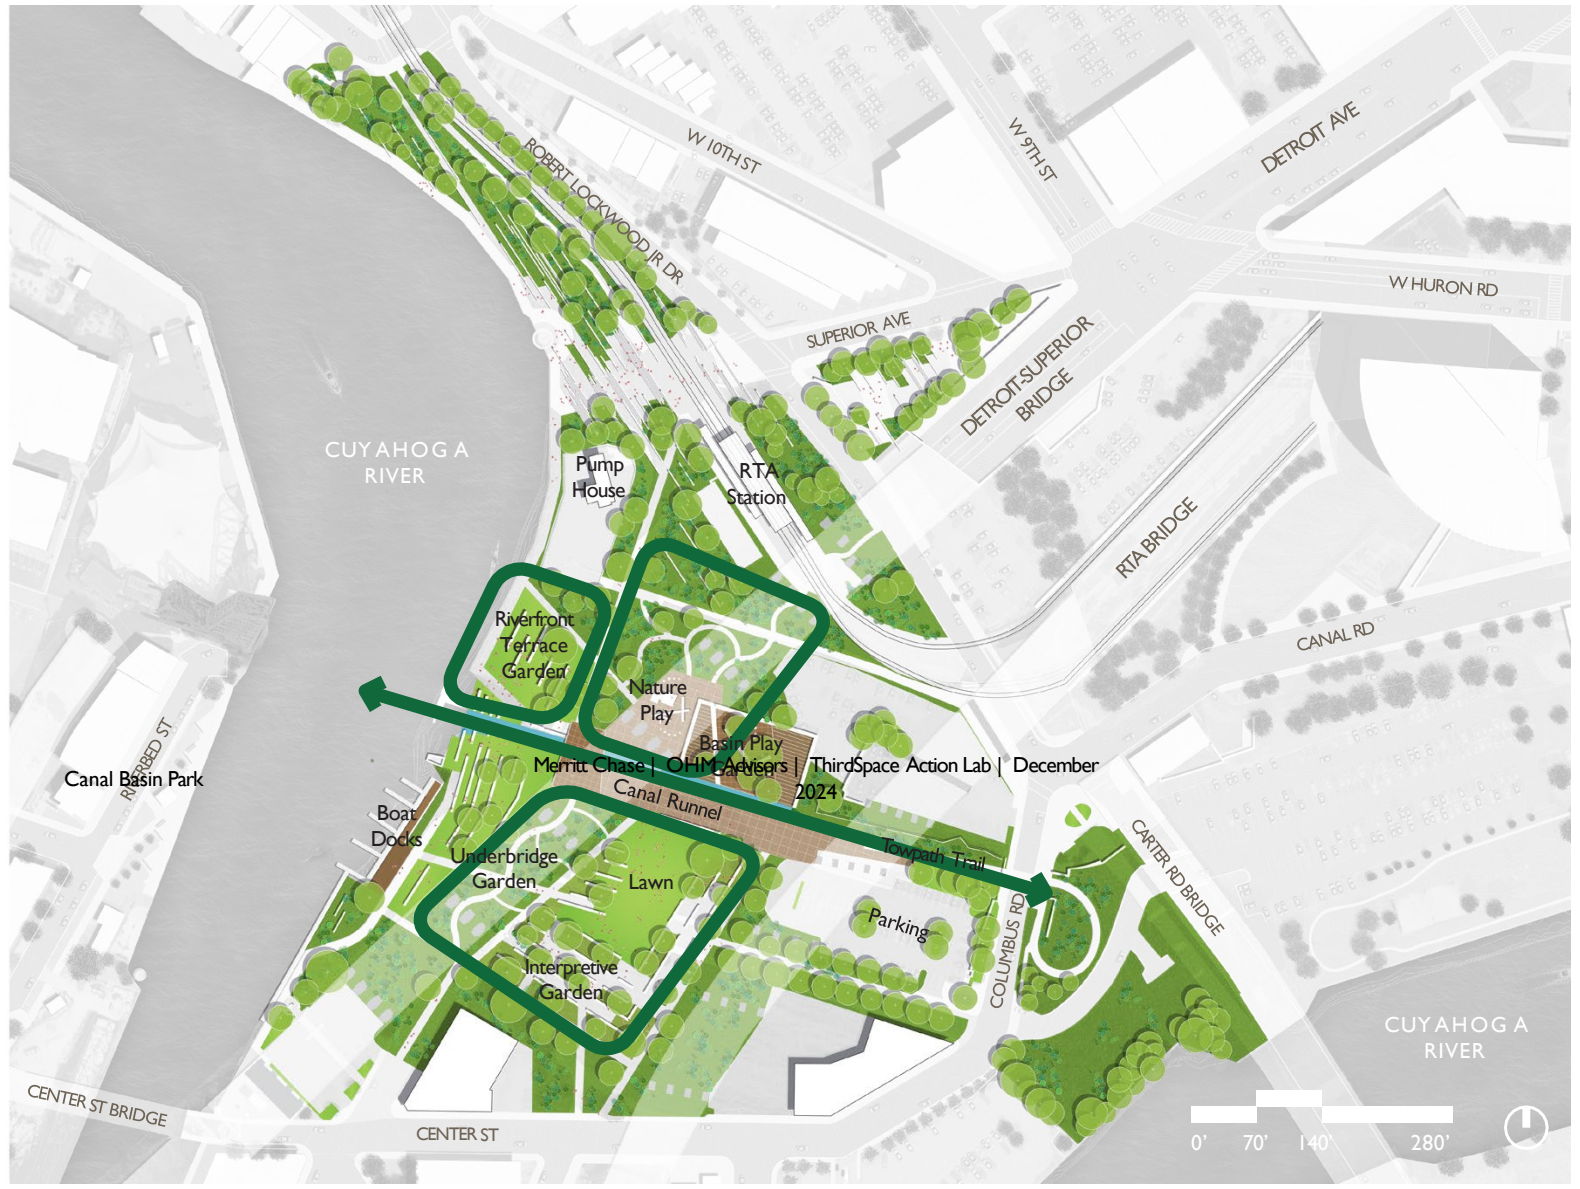 W 10TH ST
W 9TH ST
DETROIT AVE
ROBERT LOCKWOOD JR DR
W HURON RD
SUPERIOR AVE
DETROIT-SUPERIOR
BRIDGE
CUYAHOGA
RIVER
Pump
House
RTA
Station
RTA BRIDGE
Riverfront
Terrace
Garden
CANAL RD
Nature
Play
Basin Play
Garden
RIVERBED ST
Canal Basin Park
Merritt Chase | OHM Advisors | ThirdSpace Action Lab | December
2024
Canal Runnel
Boat
Docks
Towpath Trail
CARTER RD BRIDGE
Underbridge
Garden
Lawn
Parking
COLUMBUS RD
Interpretive
Garden
CUYAHOGA
RIVER
CENTER ST BRIDGE
CENTER ST
0' 70' 140' 280'